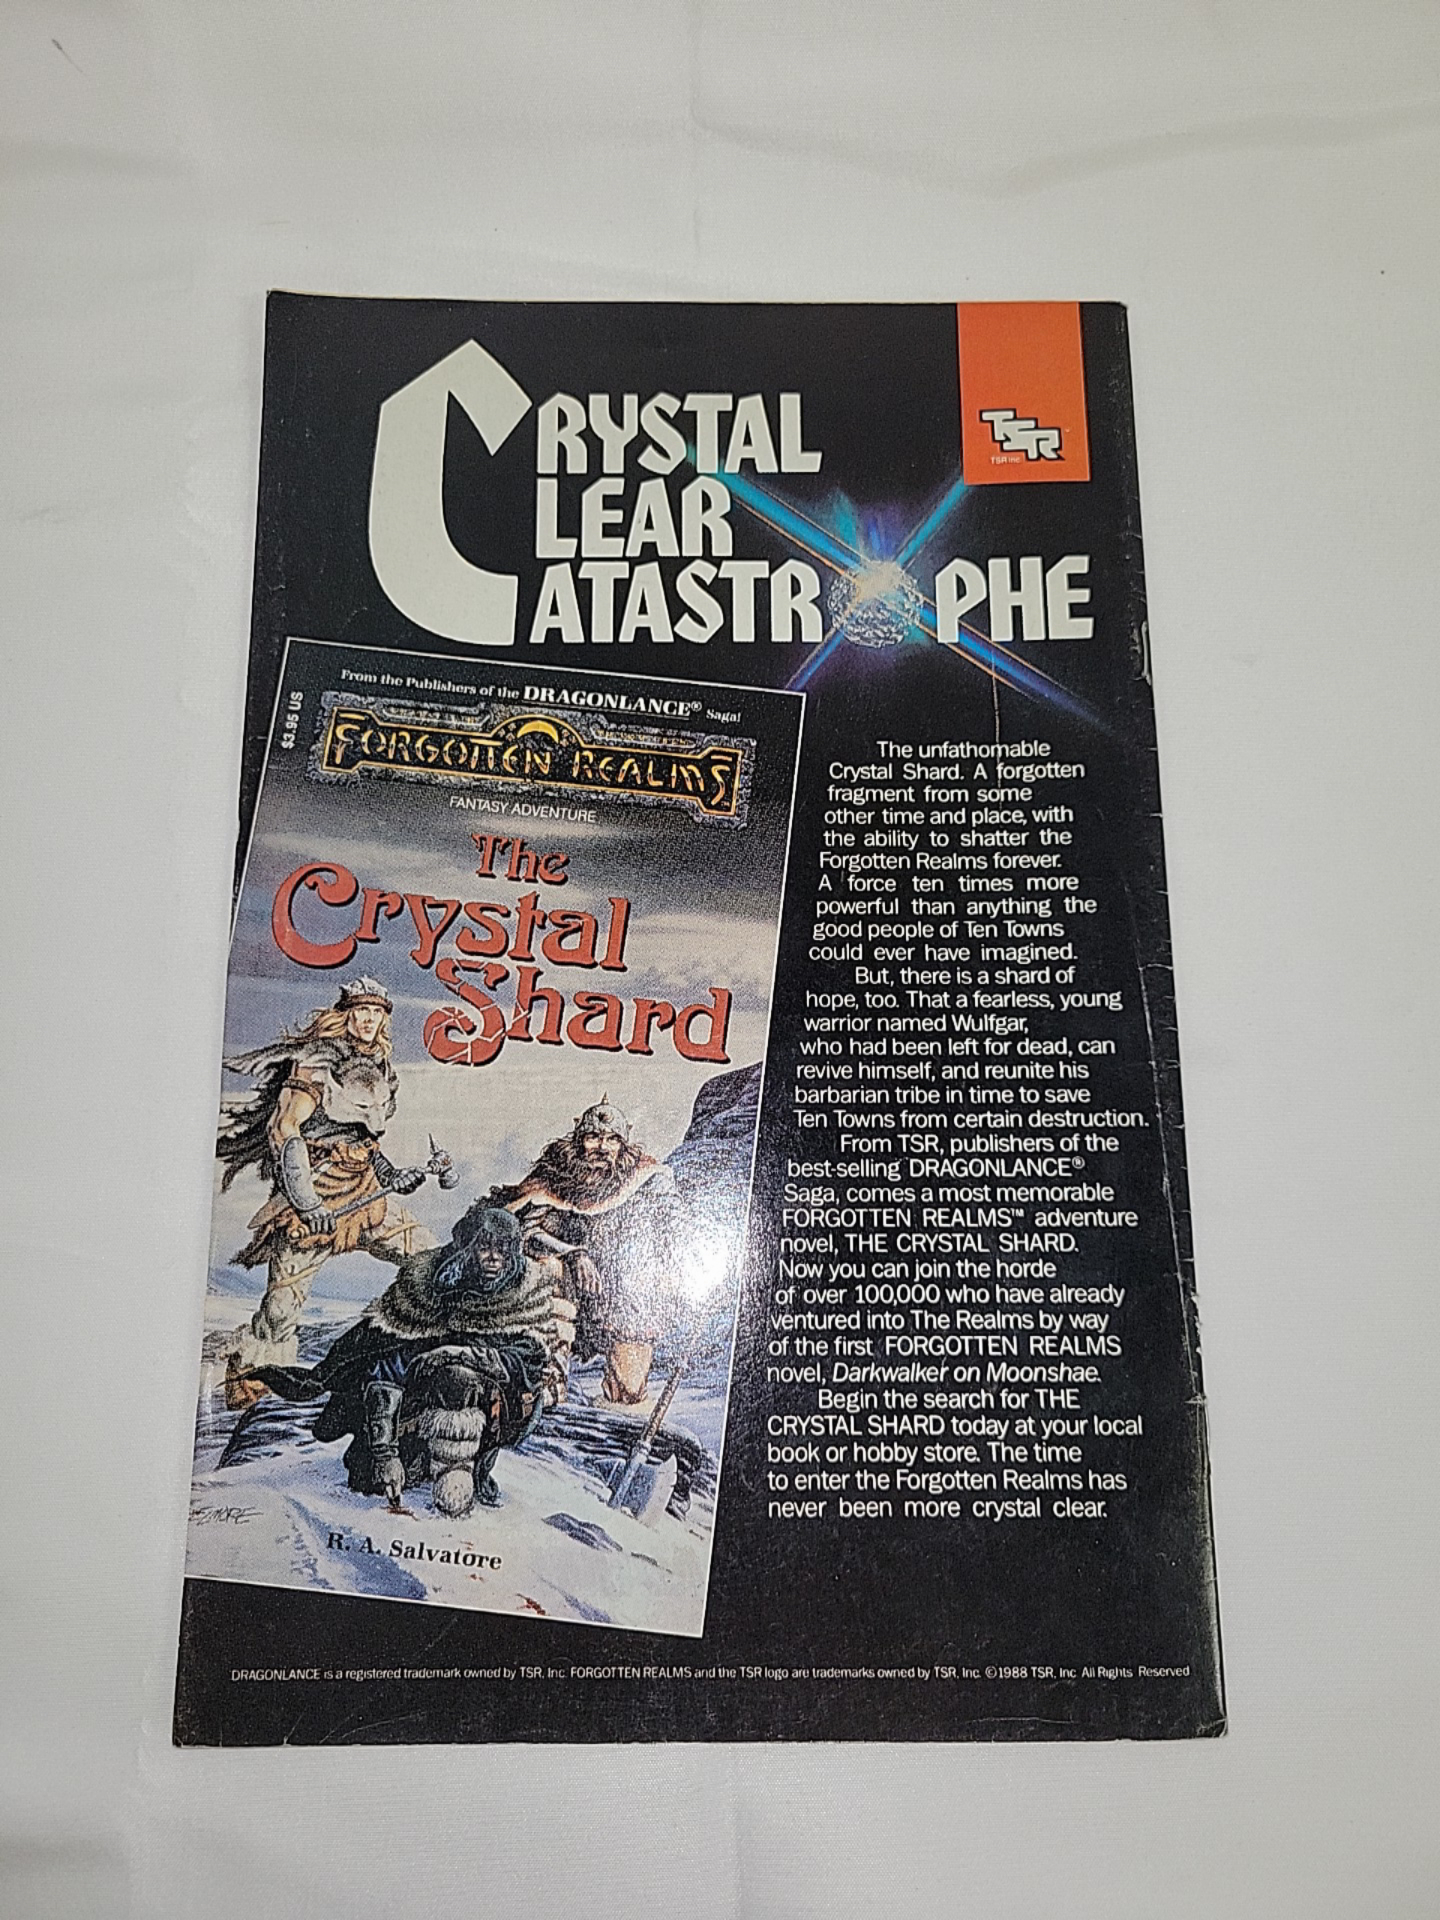 CRYSTAL
CLEAR
CATASTROPHE
TSR
TSR Inc.
From the Publishers of the DRAGONLANCE® Saga!
$3.95 US
FORGOTTEN REALMS
FANTASY ADVENTURE
The
Crystal
Shard
ELMORE
R. A. Salvatore
The unfathomable
Crystal Shard. A forgotten
fragment from some
other time and place, with
the ability to shatter the
Forgotten Realms forever.
A force ten times more
powerful than anything the
good people of Ten Towns
could ever have imagined.
But, there is a shard of
hope, too. That a fearless, young
warrior named Wulfgar,
who had been left for dead, can
revive himself, and reunite his
barbarian tribe in time to save
Ten Towns from certain destruction.
From TSR, publishers of the
best-selling DRAGONLANCE®
Saga, comes a most memorable
FORGOTTEN REALMS™ adventure
novel, THE CRYSTAL SHARD.
Now you can join the horde
of over 100,000 who have already
ventured into The Realms by way
of the first FORGOTTEN REALMS
novel, Darkwalker on Moonshae.
Begin the search for THE
CRYSTAL SHARD today at your local
book or hobby store. The time
to enter the Forgotten Realms has
never been more crystal clear.
DRAGONLANCE is a registered trademark owned by TSR, Inc. FORGOTTEN REALMS and the TSR logo are trademarks owned by TSR, Inc. ©1988 TSR, Inc. All Rights Reserved